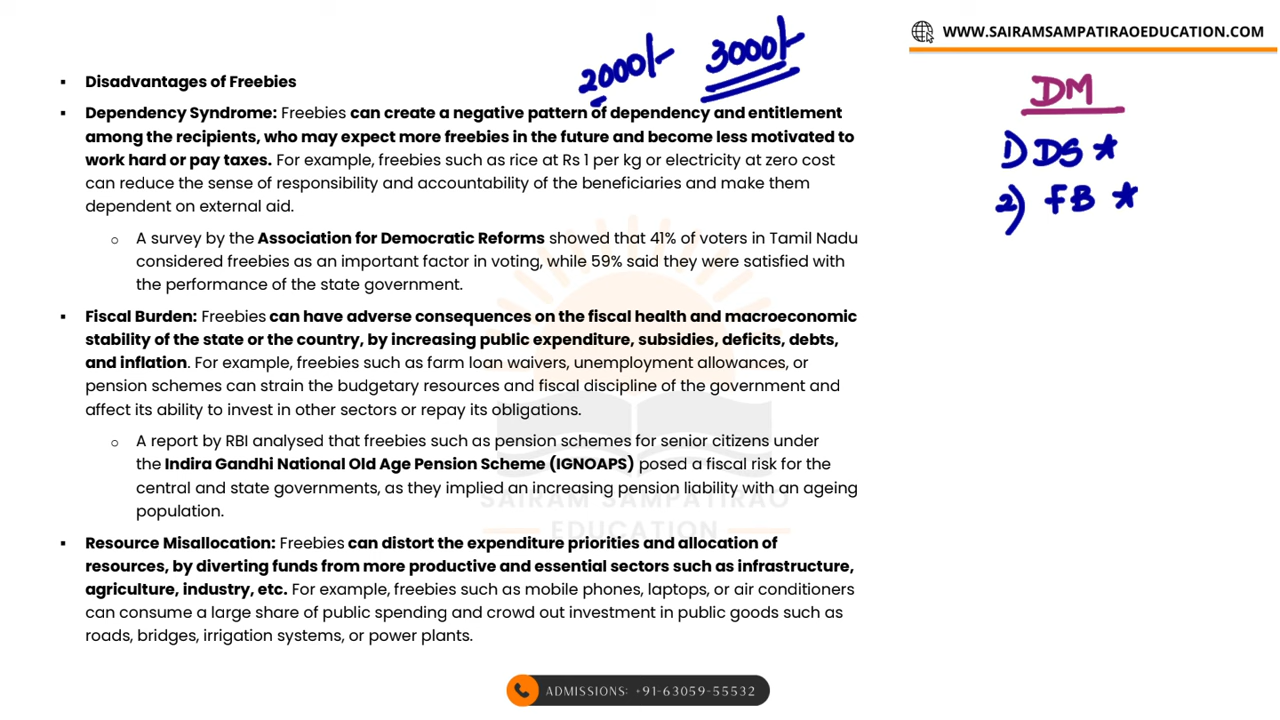 WWW.SAIRAMSAMPATIRAOEDUCATION.COM
2000/- 3000/-
▪ Disadvantages of Freebies
▪ Dependency Syndrome: Freebies can create a negative pattern of dependency and entitlement
among the recipients, who may expect more freebies in the future and become less motivated to
work hard or pay taxes. For example, freebies such as rice at Rs 1 per kg or electricity at zero cost
can reduce the sense of responsibility and accountability of the beneficiaries and make them
dependent on external aid.
o A survey by the Association for Democratic Reforms showed that 41% of voters in Tamil Nadu
considered freebies as an important factor in voting, while 59% said they were satisfied with
the performance of the state government.
▪ Fiscal Burden: Freebies can have adverse consequences on the fiscal health and macroeconomic
stability of the state or the country, by increasing public expenditure, subsidies, deficits, debts,
and inflation. For example, freebies such as farm loan waivers, unemployment allowances, or
pension schemes can strain the budgetary resources and fiscal discipline of the government and
affect its ability to invest in other sectors or repay its obligations.
o A report by RBI analysed that freebies such as pension schemes for senior citizens under
the Indira Gandhi National Old Age Pension Scheme (IGNOAPS) posed a fiscal risk for the
central and state governments, as they implied an increasing pension liability with an ageing
population.
▪ Resource Misallocation: Freebies can distort the expenditure priorities and allocation of
resources, by diverting funds from more productive and essential sectors such as infrastructure,
agriculture, industry, etc. For example, freebies such as mobile phones, laptops, or air conditioners
can consume a large share of public spending and crowd out investment in public goods such as
roads, bridges, irrigation systems, or power plants.
DM
1) DS ★
2) FB ★
SAIRAM SAMPATIRAO
EDUCATION
ADMISSIONS: +91-63059-55532